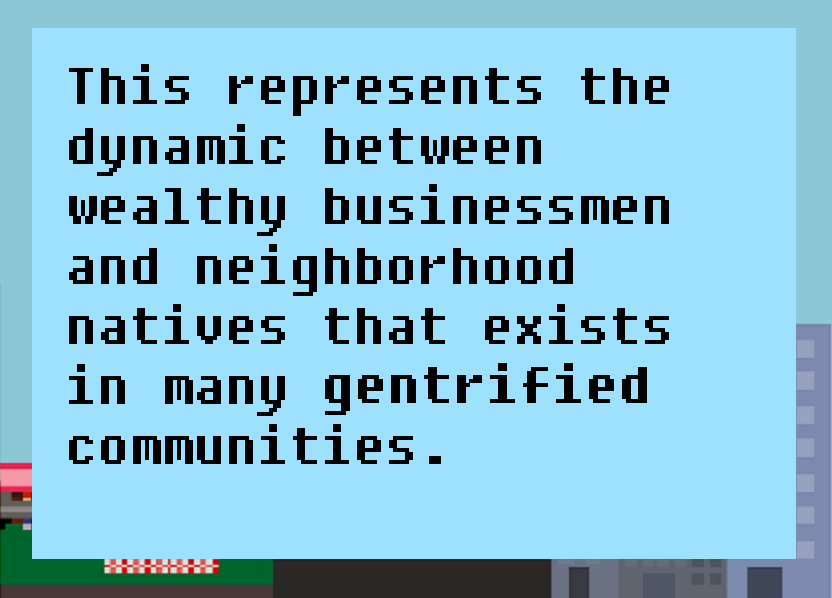 This represents the
dynamic between
wealthy businessmen
and neighborhood
natives that exists
in many gentrified
communities.